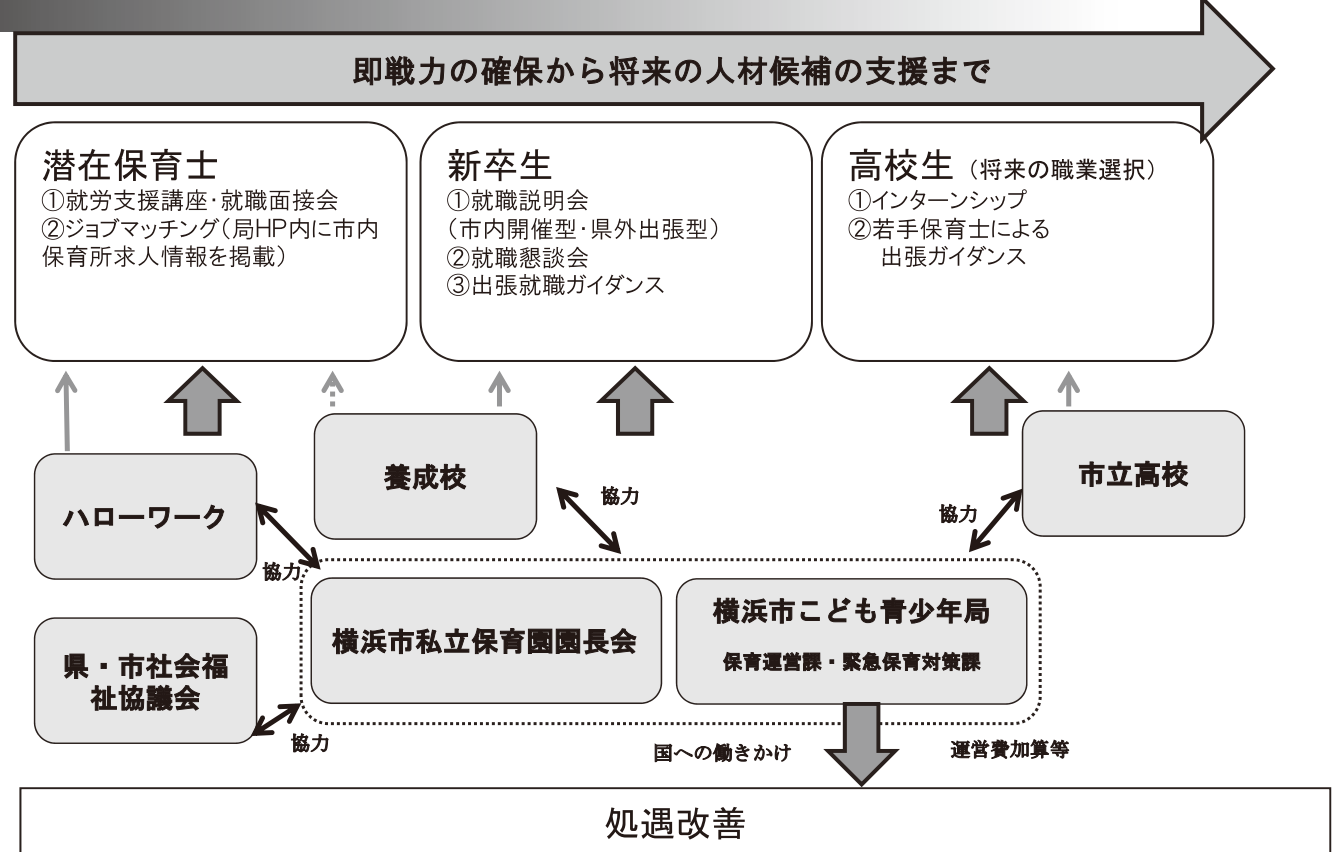 即戦力の確保から将来の人材候補の支援まで
潜在保育士
①就労支援講座･就職面接会
②ジョブマッチング(局HP内に市内
保育所求人情報を掲載)
新卒生
①就職説明会
(市内開催型･県外出張型)
②就職懇談会
③出張就職ガイダンス
高校生 (将来の職業選択)
①インターンシップ
②若手保育士による
出張ガイダンス
ハローワーク
養成校
市立高校
協力
協力
協力
県・市社会福
祉協議会
横浜市私立保育園園長会
横浜市こども青少年局
保育運営課・緊急保育対策課
協力
国への働きかけ
運営費加算等
処遇改善